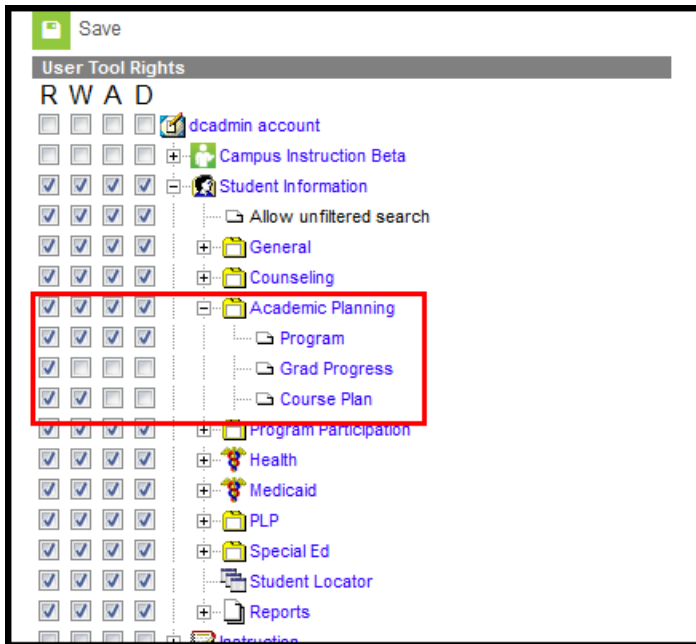 Save
User Tool Rights
R W A D
dcadmin account
Campus Instruction Beta
Student Information
Allow unfiltered search
General
Counseling
Academic Planning
Program
Grad Progress
Course Plan
Program Participation
Health
Medicaid
PLP
Special Ed
Student Locator
Reports
Instruction